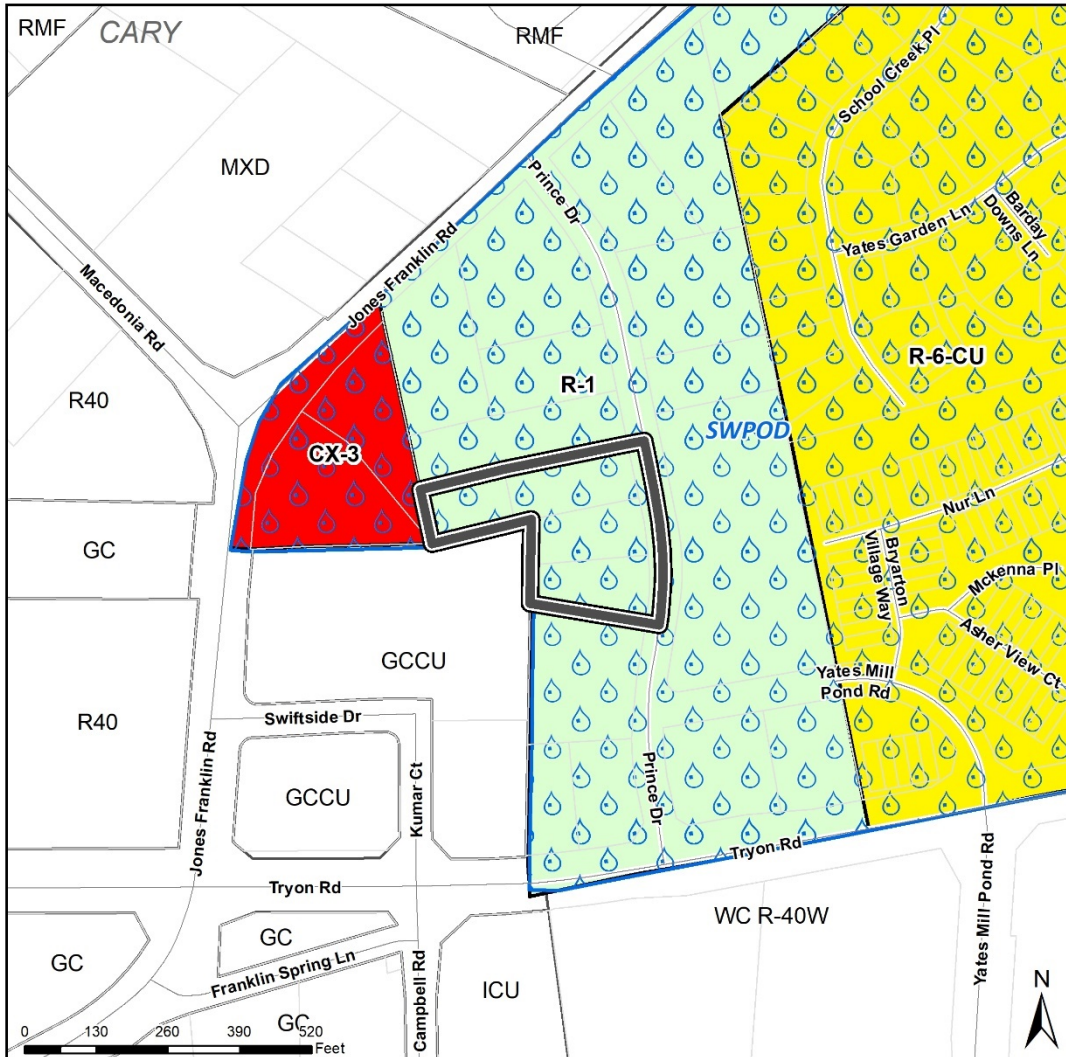 RMF
CARY
RMF
School Creek Pl
MXD
Prince Dr
Barday
Downs Ln
Yates Garden Ln
Macedonia Rd
Jones Franklin Rd
R-6-CU
R40
R-1
SWPOD
CX-3
Nur Ln
GC
Bryarton
Village Way
Mckenna Pl
Asher View Ct
GCCU
Yates Mill
Pond Rd
R40
Swiftside Dr
Jones Franklin Rd
GCCU
Kumar Ct
Prince Dr
Tryon Rd
Tryon Rd
WC R-40W
GC
GC
Yates Mill Pond Rd
Franklin Spring Ln
Campbell Rd
ICU
N
GC
0 130 260 390 520
Feet